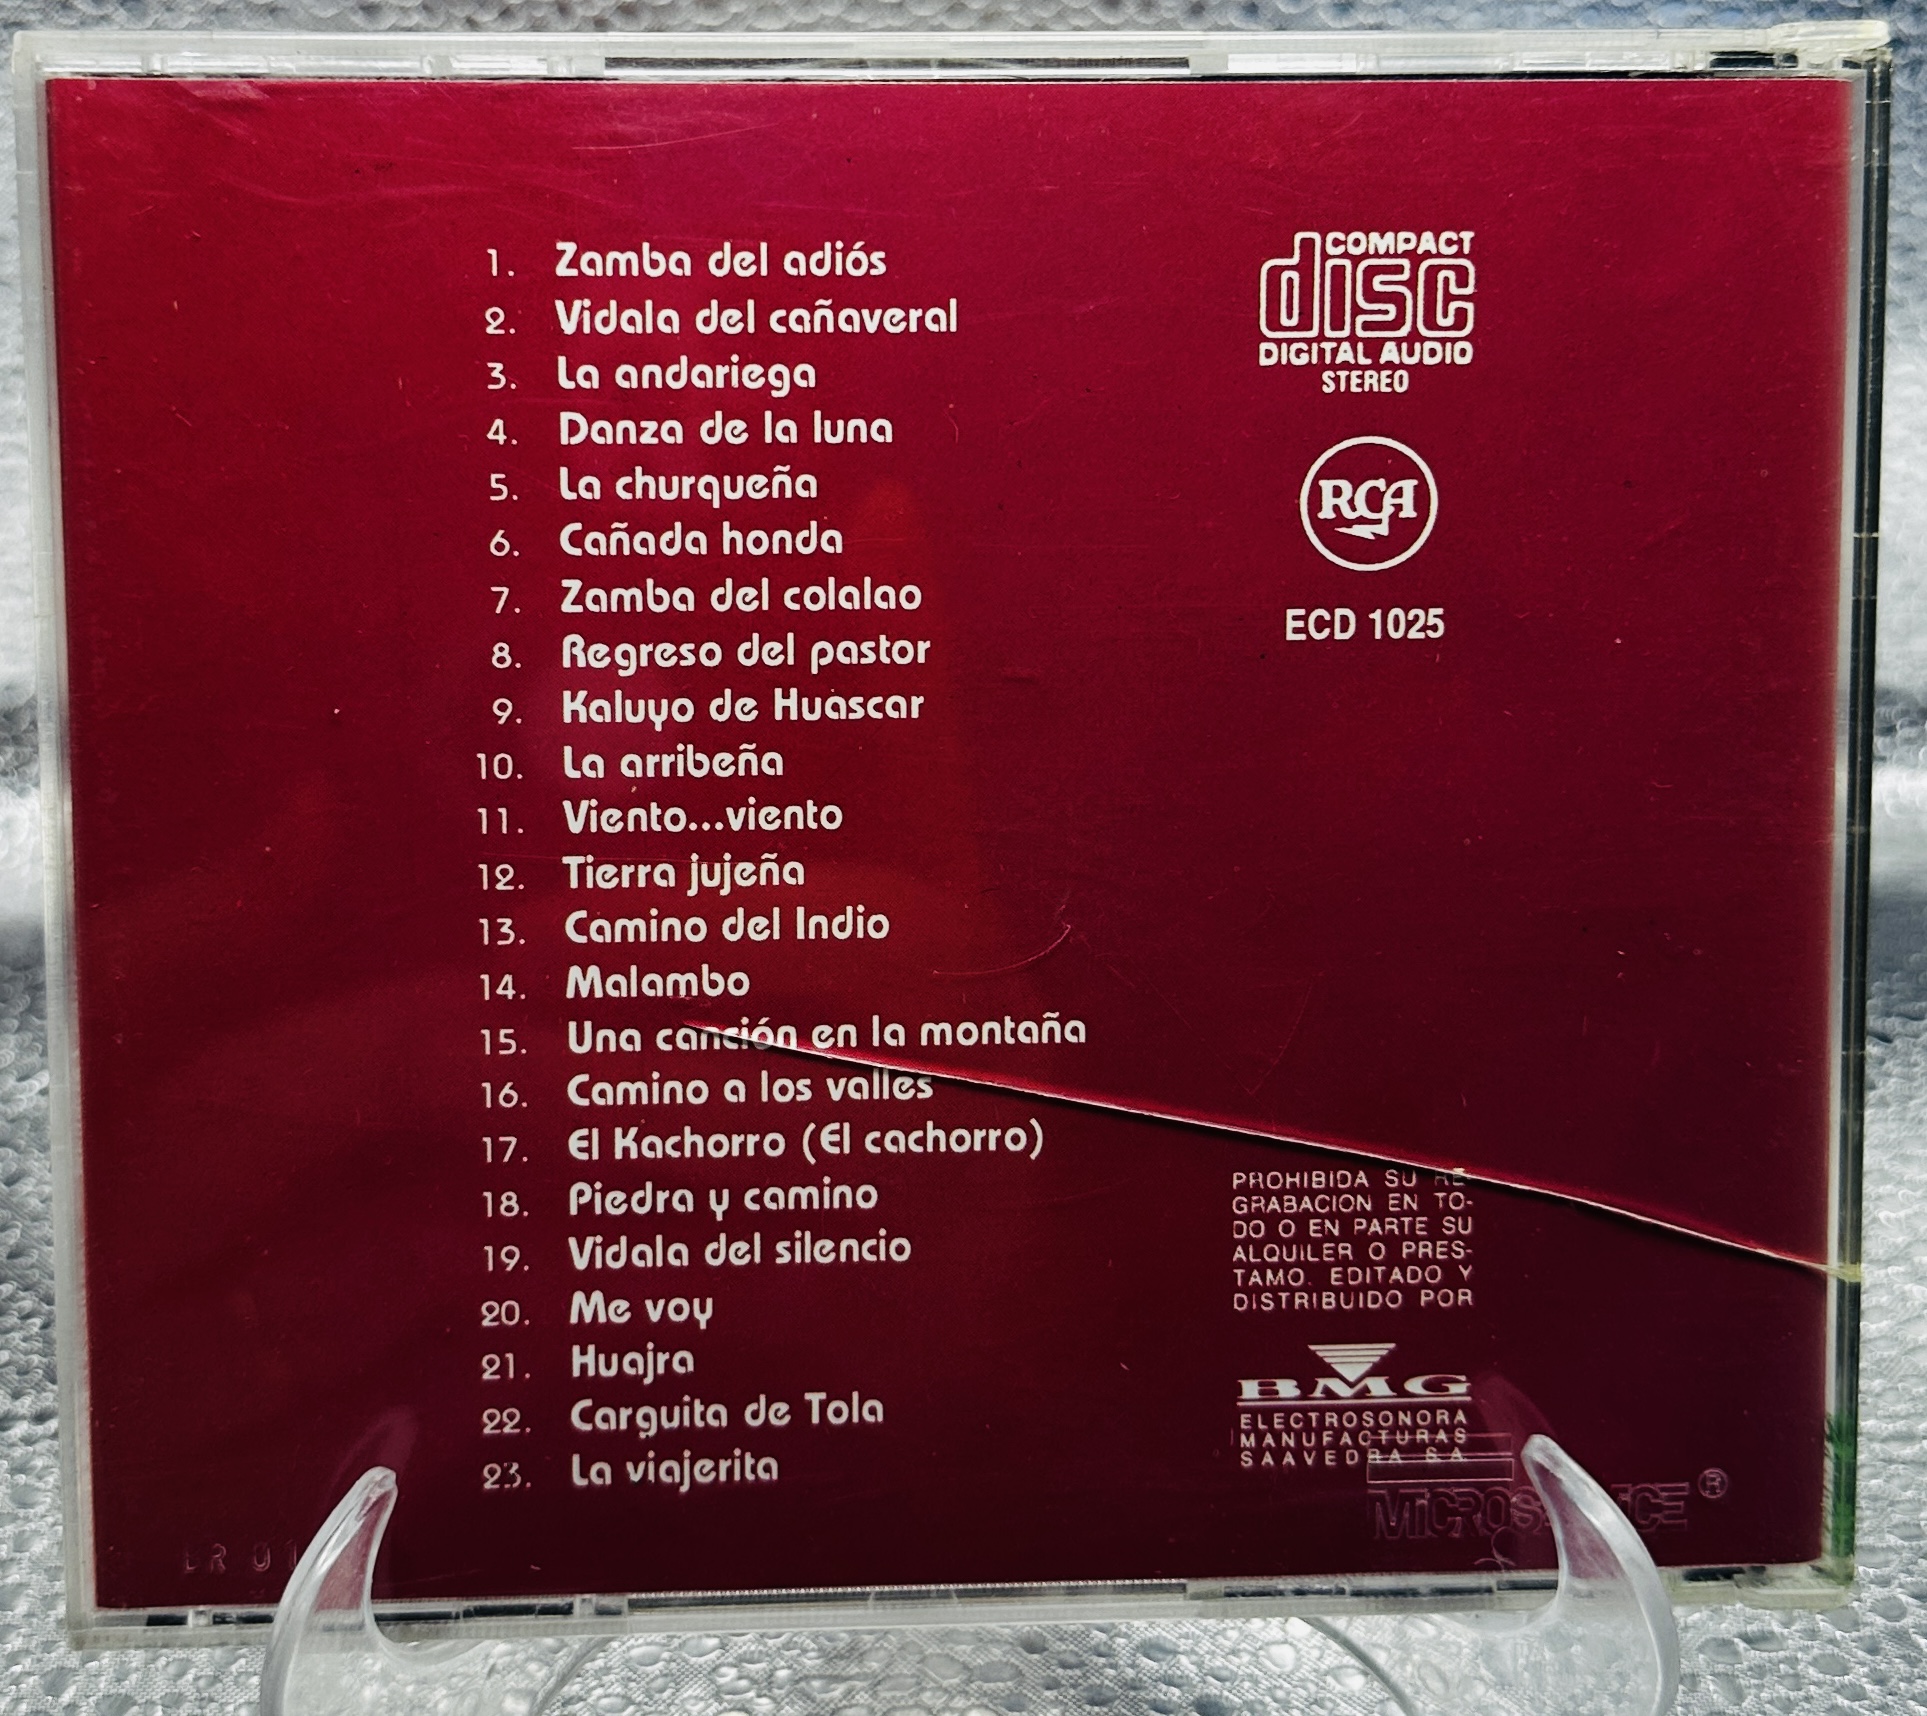 1. Zamba del adiós
2. Vidala del cañaveral
3. La andariega
4. Danza de la luna
5. La churqueña
6. Cañada honda
7. Zamba del colalao
8. Regreso del pastor
9. Kaluyo de Huascar
10. La arribeña
11. Viento...viento
12. Tierra jujeña
13. Camino del Indio
14. Malambo
15. Una canción en la montaña
16. Camino a los valles
17. El Kachorro (El cachorro)
18. Piedra y camino
19. Vidala del silencio
20. Me voy
21. Huajra
22. Carguita de Tola
23. La viajerita
COMPACT
disc
DIGITAL AUDIO
STEREO
RCA
ECD 1025
PROHIBIDA SU RE-
GRABACION EN TO-
DO O EN PARTE SU
ALQUILER O PRES-
TAMO. EDITADO Y
DISTRIBUIDO POR
BMG
ELECTROSONORA
MANUFACTURAS
SAAVEDRA S.A.